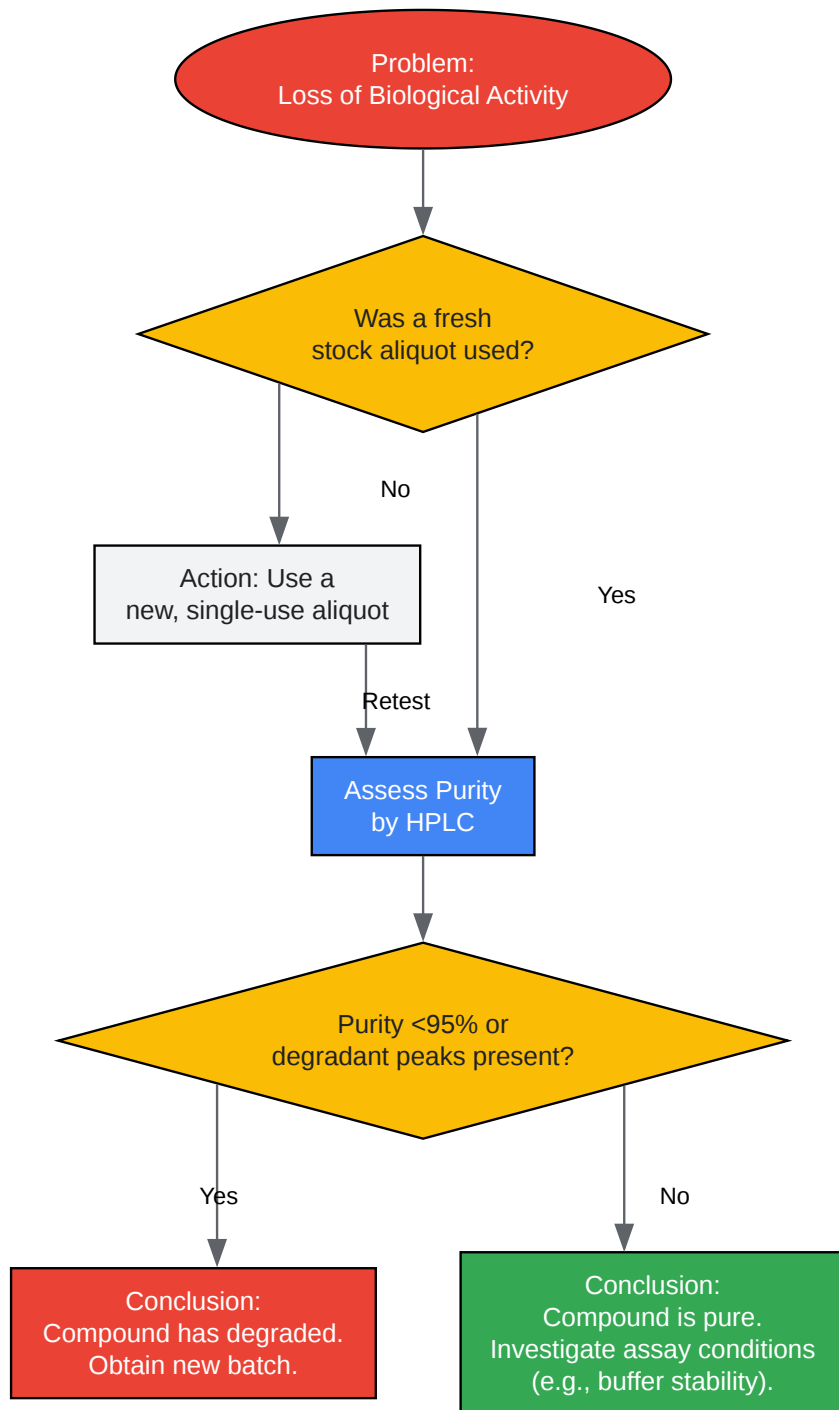 Problem:
Loss of Biological Activity
Was a fresh
stock aliquot used?
No
Action: Use a
new, single-use aliquot
Yes
Retest
Assess Purity
by HPLC
Purity <95% or
degradant peaks present?
Yes
No
Conclusion:
Compound has degraded.
Obtain new batch.
Conclusion:
Compound is pure.
Investigate assay conditions
(e.g., buffer stability).